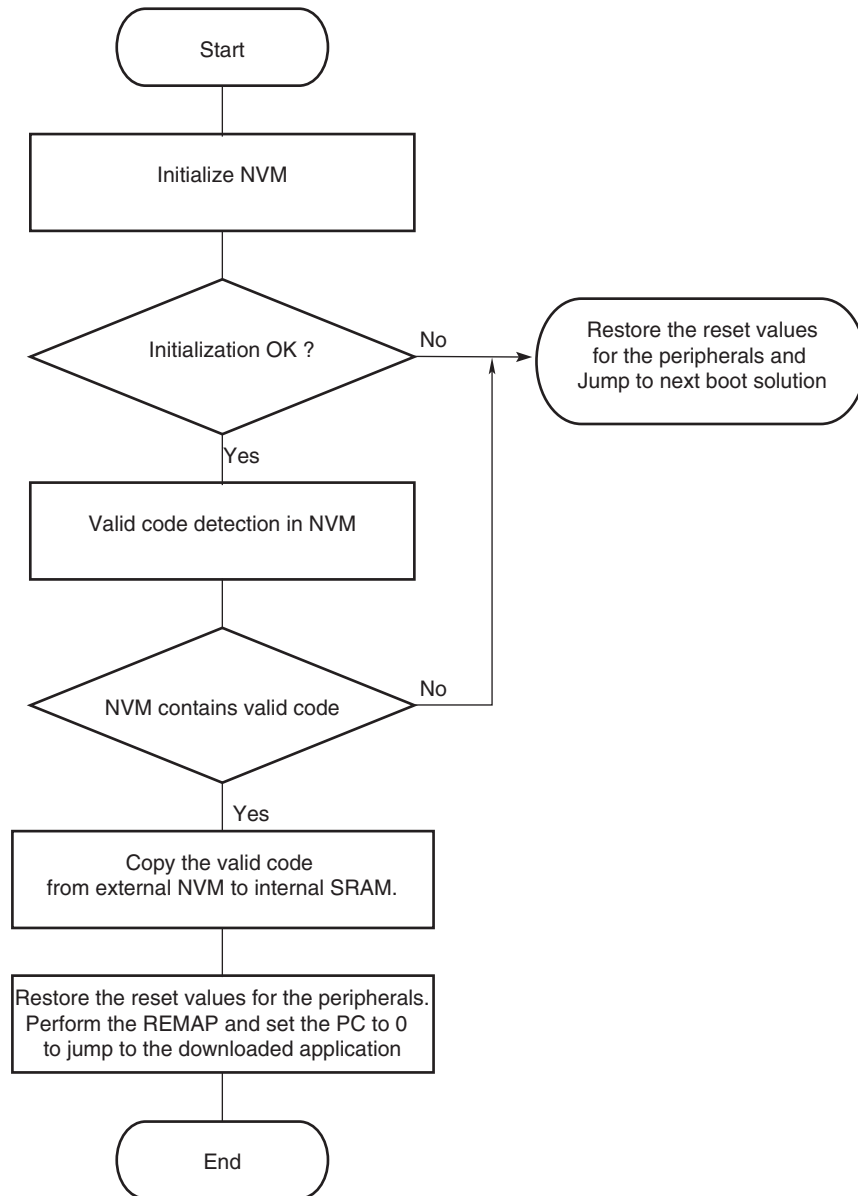 Start
Initialize NVM
Initialization OK ?
No
Restore the reset values
for the peripherals and
Jump to next boot solution
Yes
Valid code detection in NVM
NVM contains valid code
No
Yes
Copy the valid code
from external NVM to internal SRAM.
Restore the reset values for the peripherals.
Perform the REMAP and set the PC to 0
to jump to the downloaded application
End